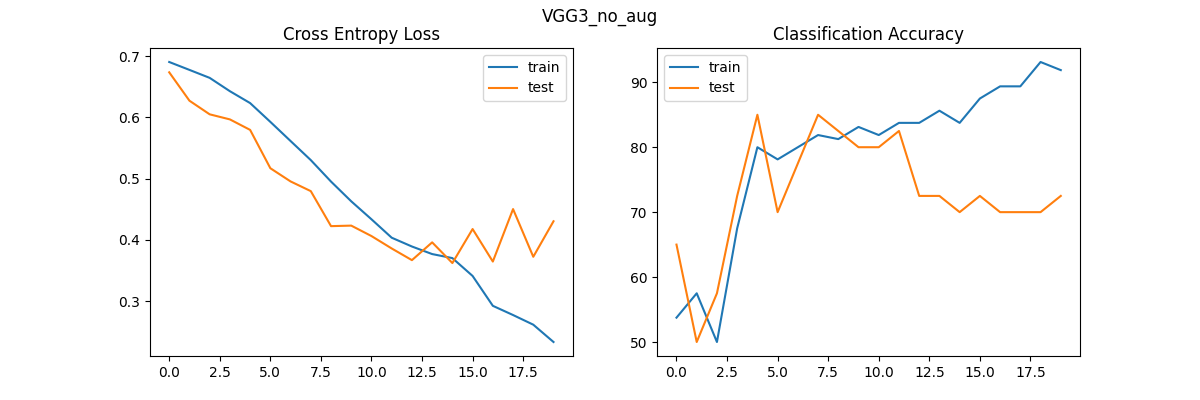 VGG3_no_aug
Cross Entropy Loss
train
test
0.7
0.6
0.5
0.4
0.3
0.0 2.5 5.0 7.5 10.0 12.5 15.0 17.5
Classification Accuracy
train
test
90
80
70
60
50
0.0 2.5 5.0 7.5 10.0 12.5 15.0 17.5